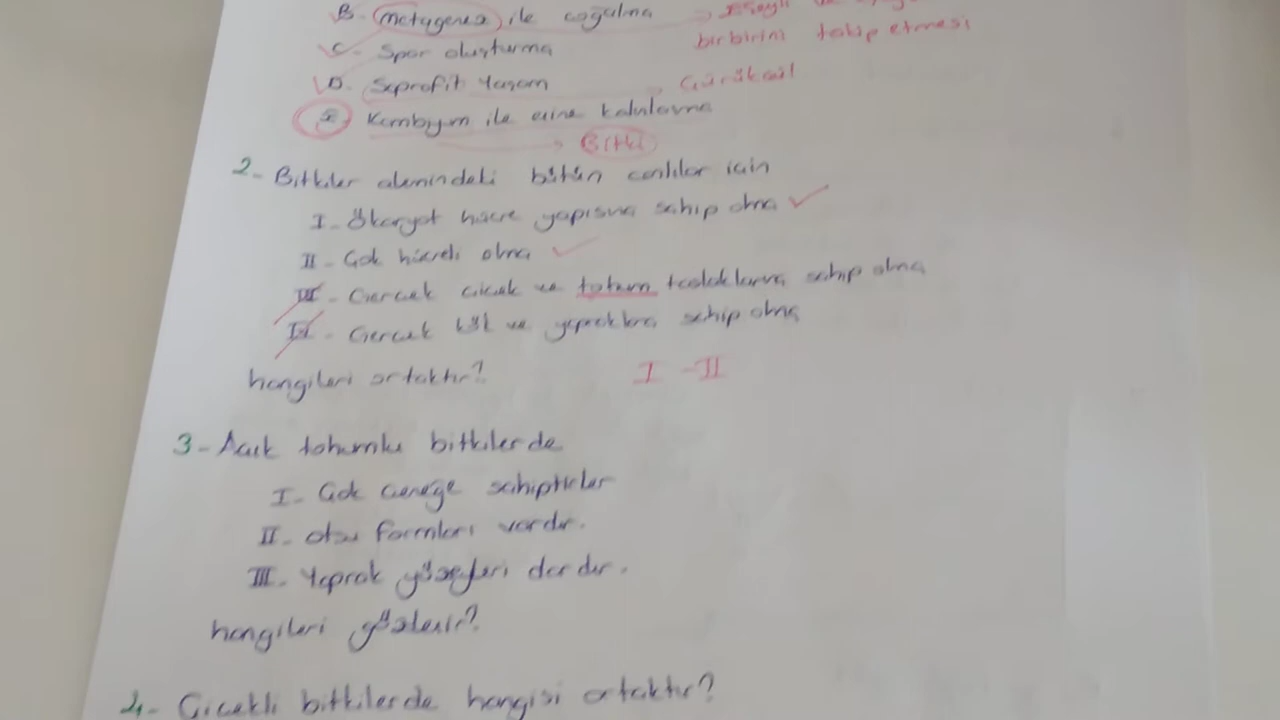 B. Metagenez ile çoğalma → Eşeyli
birbirini takip etmesi
C. Spor oluşturma
D. Saprofit Yaşam → Çürükçül
E. Kambiyum ile enine kalınlaşma
→ Bitki
2- Bitkiler alemindeki bütün canlılar için
I. Ökaryot hücre yapısına sahip olma ✓
II - Çok hücreli olma ✓
III - Gerçek çiçek ve tohum taslaklarına sahip olma
IV - Gerçek kök ve yapraklara sahip olma
hangileri ortaktır? I - II
3- Açık tohumlu bitkilerde
I- Çok çeneğe sahiptirler
II- otsu formları vardır.
III- Yaprak yüzeyleri dardır.
hangileri gözlenir?
4- Çiçekli bitkilerde hangisi ortaktır?